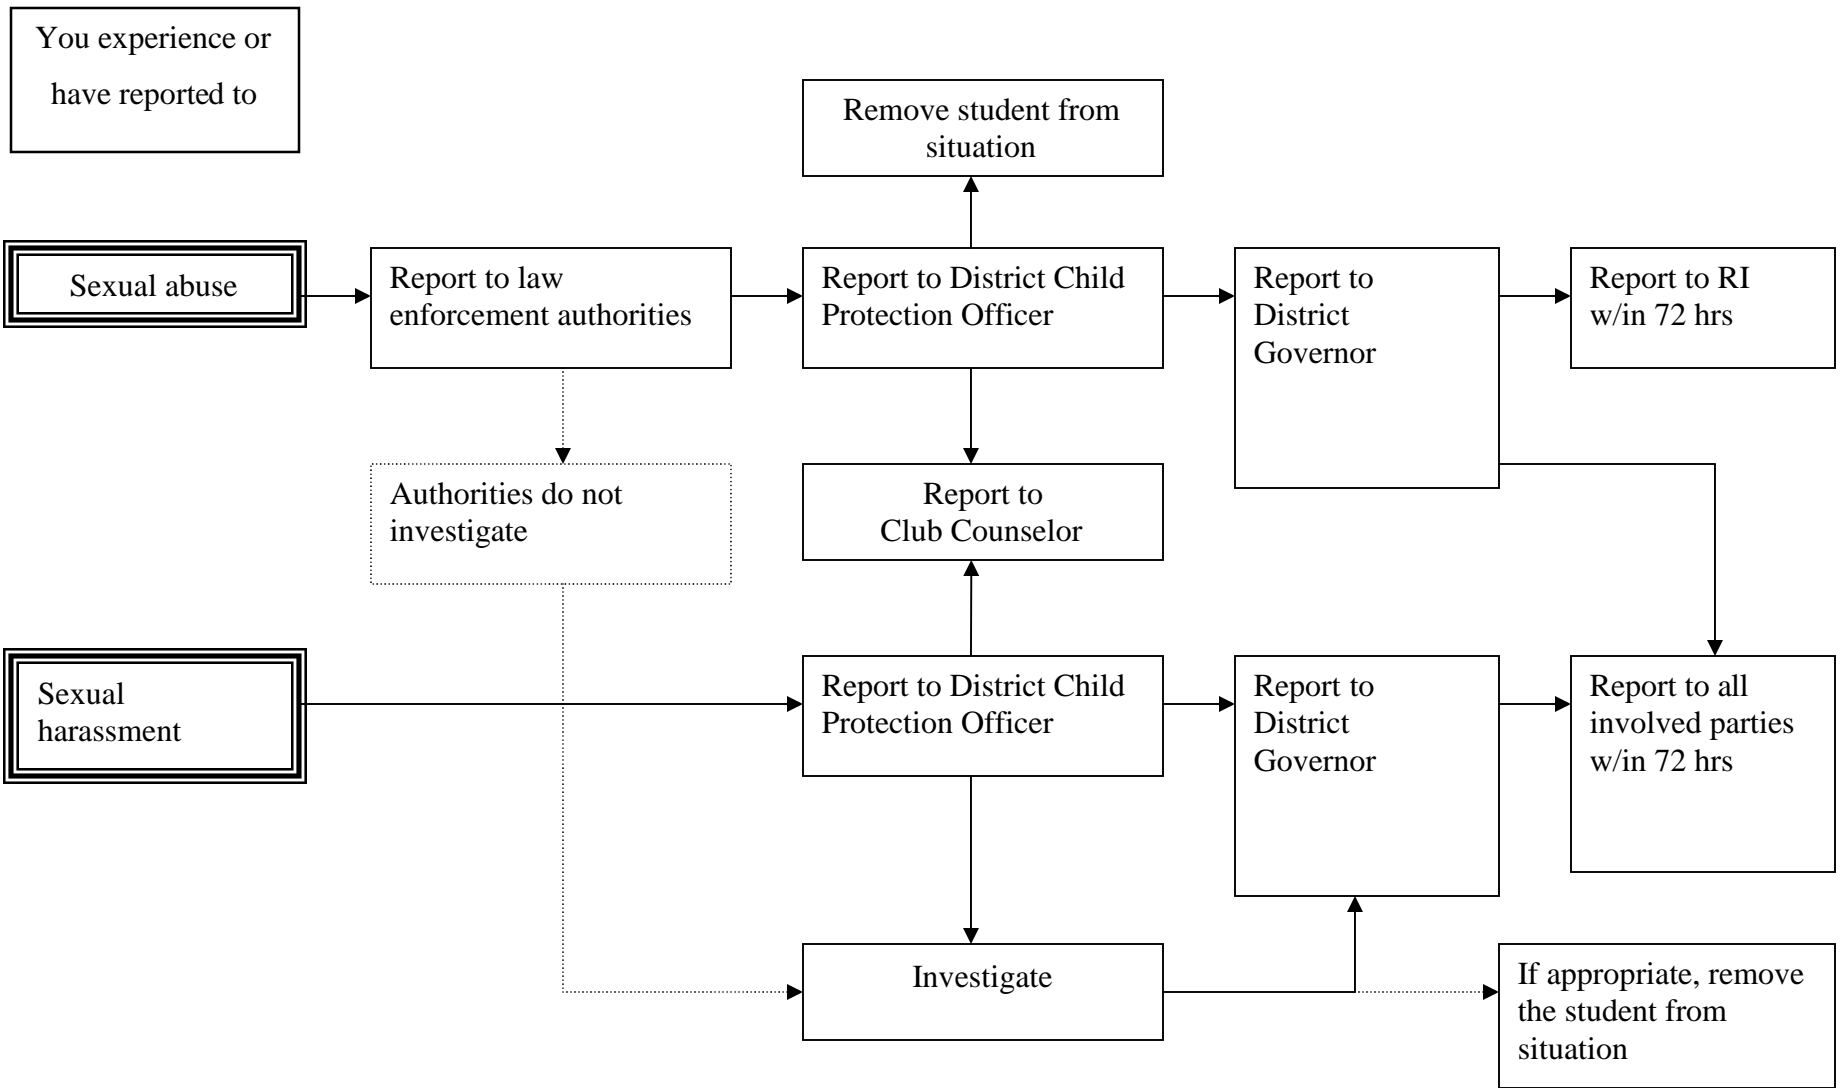 You experience or
have reported to
Remove student from
situation
Sexual abuse
Report to law
enforcement authorities
Report to District Child
Protection Officer
Report to
District
Governor
Report to RI
w/in 72 hrs
Authorities do not
investigate
Report to
Club Counselor
Sexual
harassment
Report to District Child
Protection Officer
Report to
District
Governor
Report to all
involved parties
w/in 72 hrs
Investigate
If appropriate, remove
the student from
situation